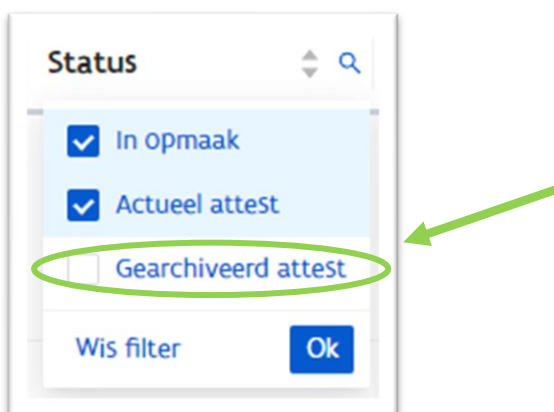 Status
In opmaak
Actueel attest
Gearchiveerd attest
Wis filter Ok